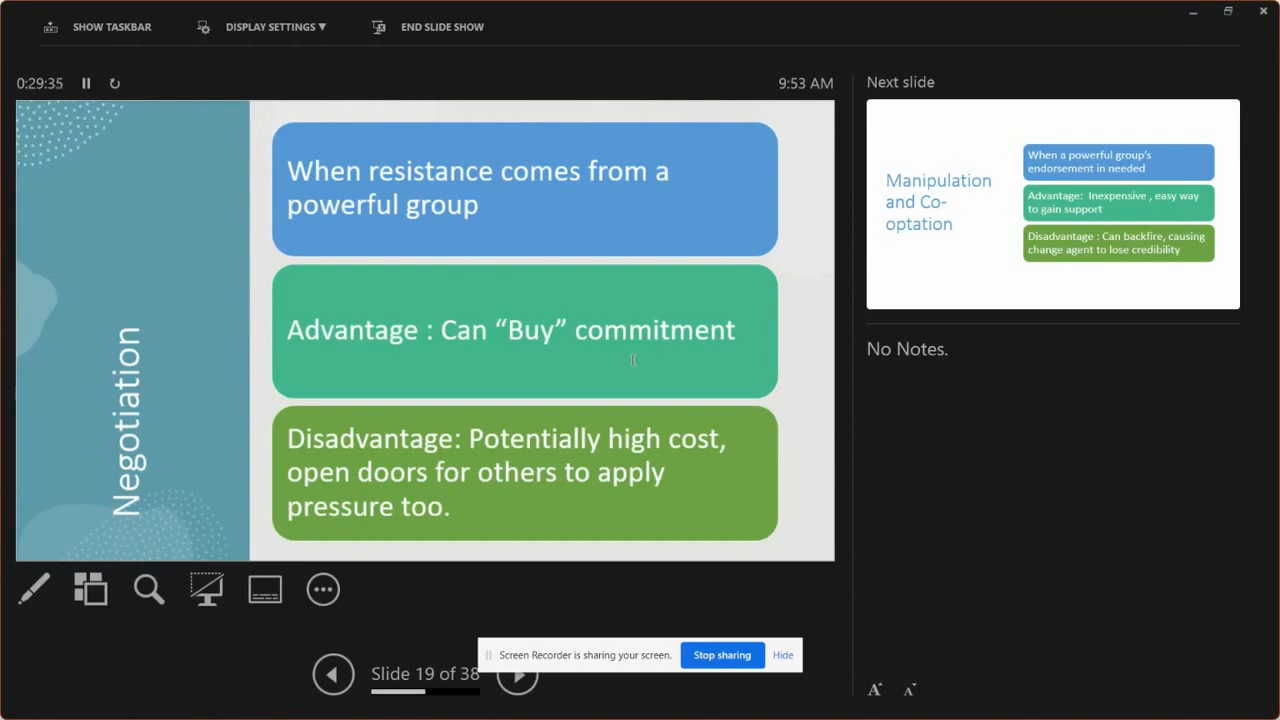 SHOW TASKBAR
DISPLAY SETTINGS ▼
END SLIDE SHOW
0:29:35
9:53 AM
Negotiation
When resistance comes from a
powerful group
Advantage : Can “Buy” commitment
Disadvantage: Potentially high cost,
open doors for others to apply
pressure too.
Next slide
Manipulation
and Co-
optation
When a powerful group’s
endorsement in needed
Advantage:  Inexpensive , easy way
to gain support
Disadvantage : Can backfire, causing
change agent to lose credibility
No Notes.
Screen Recorder is sharing your screen.
Stop sharing
Hide
Slide 19 of 38
A
A